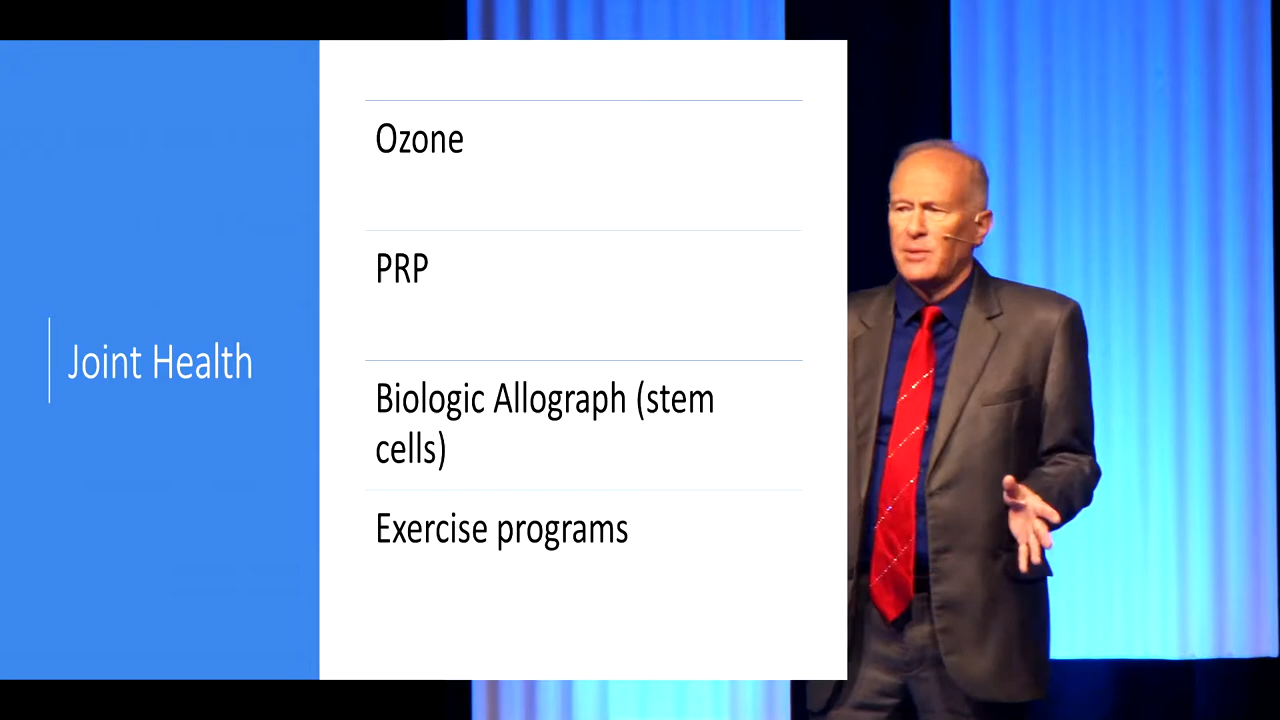 Joint Health
Ozone
PRP
Biologic Allograph (stem
cells)
Exercise programs